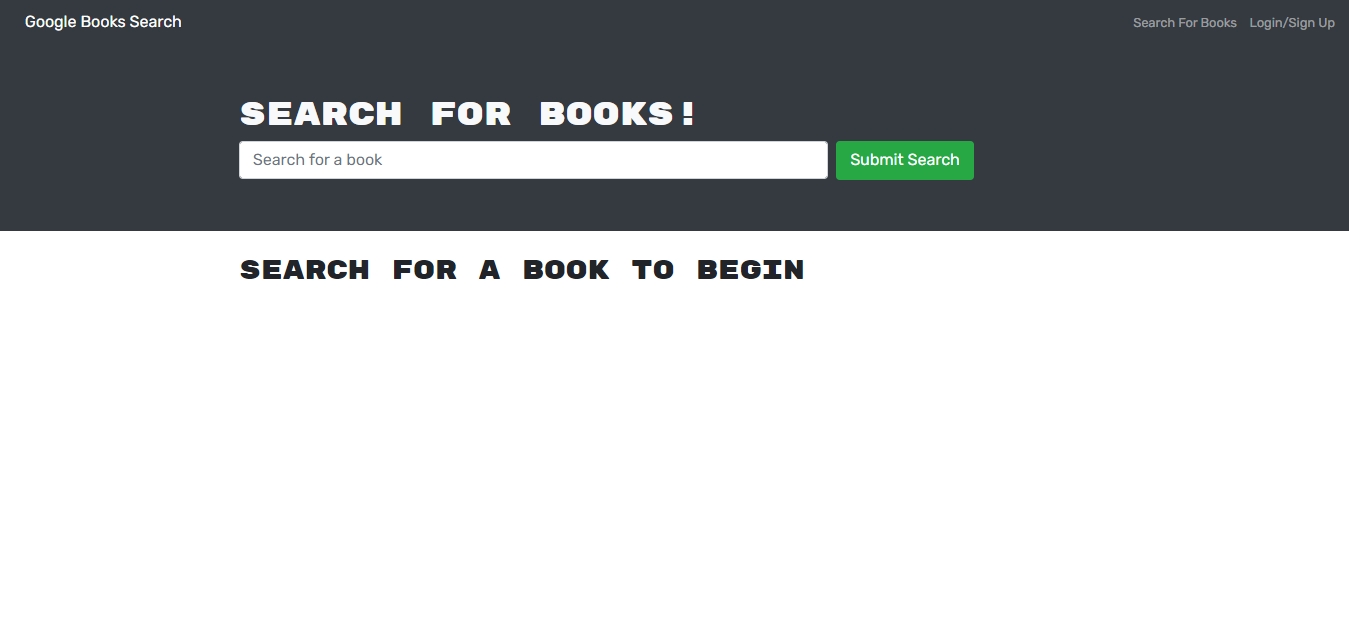 Google Books Search
Search For Books
Login/Sign Up
SEARCH FOR BOOKS!
Search for a book
Submit Search
SEARCH FOR A BOOK TO BEGIN